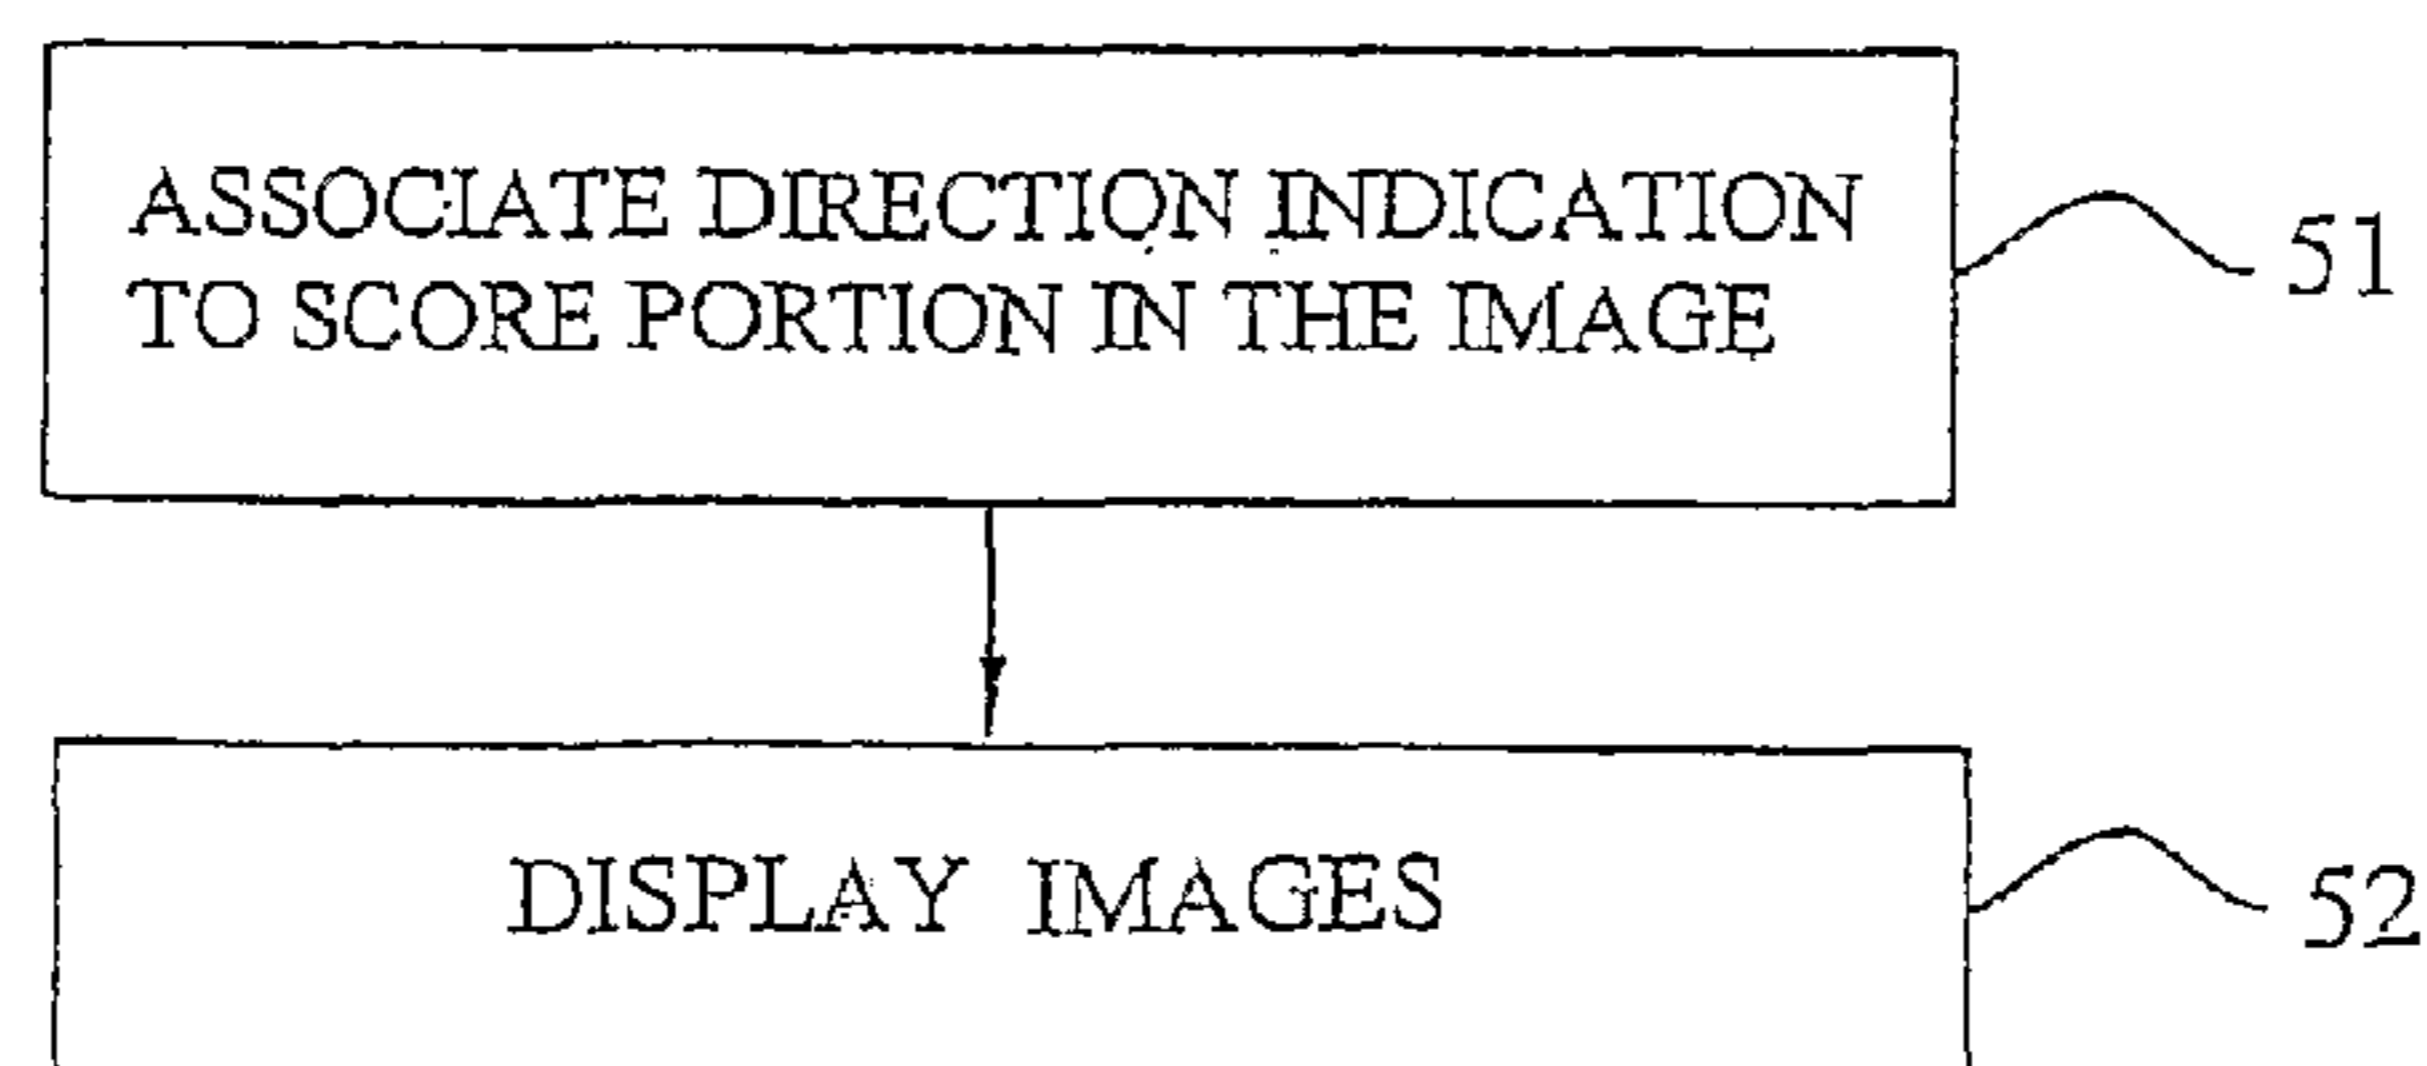 ASSOCIATE DIRECTION INDICATION
TO SCORE PORTION IN THE IMAGE
51
DISPLAY IMAGES
52